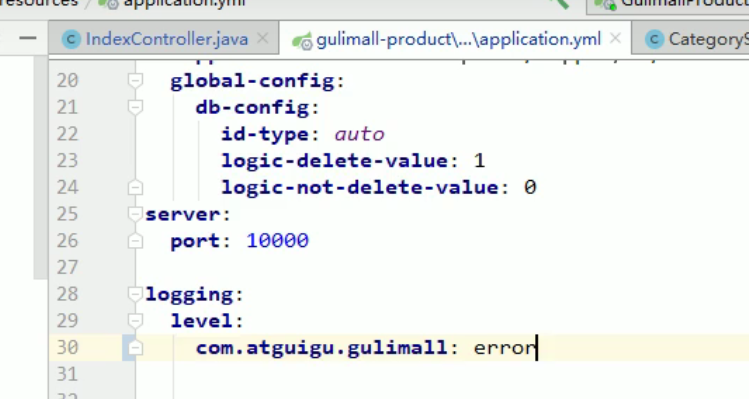 application.yml
IndexController.java
gulimall-product\...\application.yml
CategoryS
20 global-config:
21 db-config:
22 id-type: auto
23 logic-delete-value: 1
24 logic-not-delete-value: 0
25 server:
26 port: 10000
27
28 logging:
29 level:
30 com.atguigu.gulimall: error
31